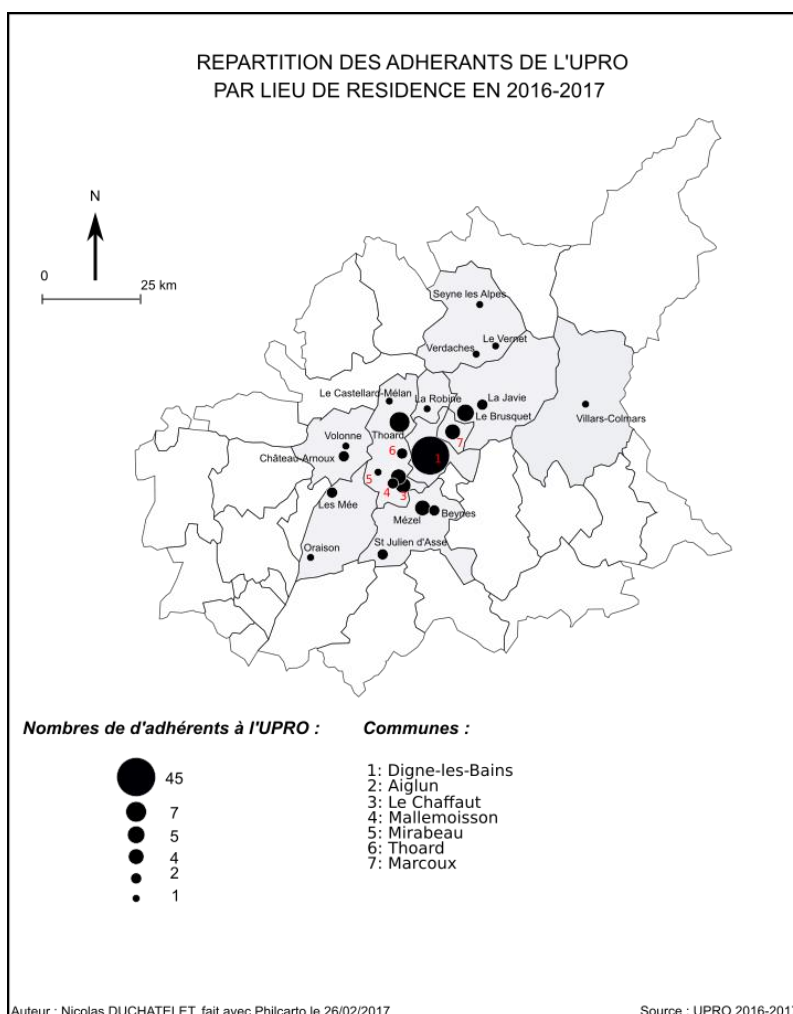 REPARTITION DES ADHERANTS DE L'UPRO
PAR LIEU DE RESIDENCE EN 2016-2017
N
0
25 km
Seyne les Alpes
Le Vernet
Verdaches
Le Castellard-Mélan
La Robine
La Javie
Le Brusquet
Villars-Colmars
Thoard
7
Volonne
6
1
Château-Arnoux
5
4
3
Les Mée
Mézel
Beynes
St Julien d'Asse
Oraison
Nombres de d'adhérents à l'UPRO :
45
7
5
4
2
1
Communes :
1: Digne-les-Bains
2: Aiglun
3: Le Chaffaut
4: Mallemoisson
5: Mirabeau
6: Thoard
7: Marcoux
Auteur : Nicolas DUCHATELET, fait avec Philcarto le 26/02/2017
Source : UPRO 2016-2017